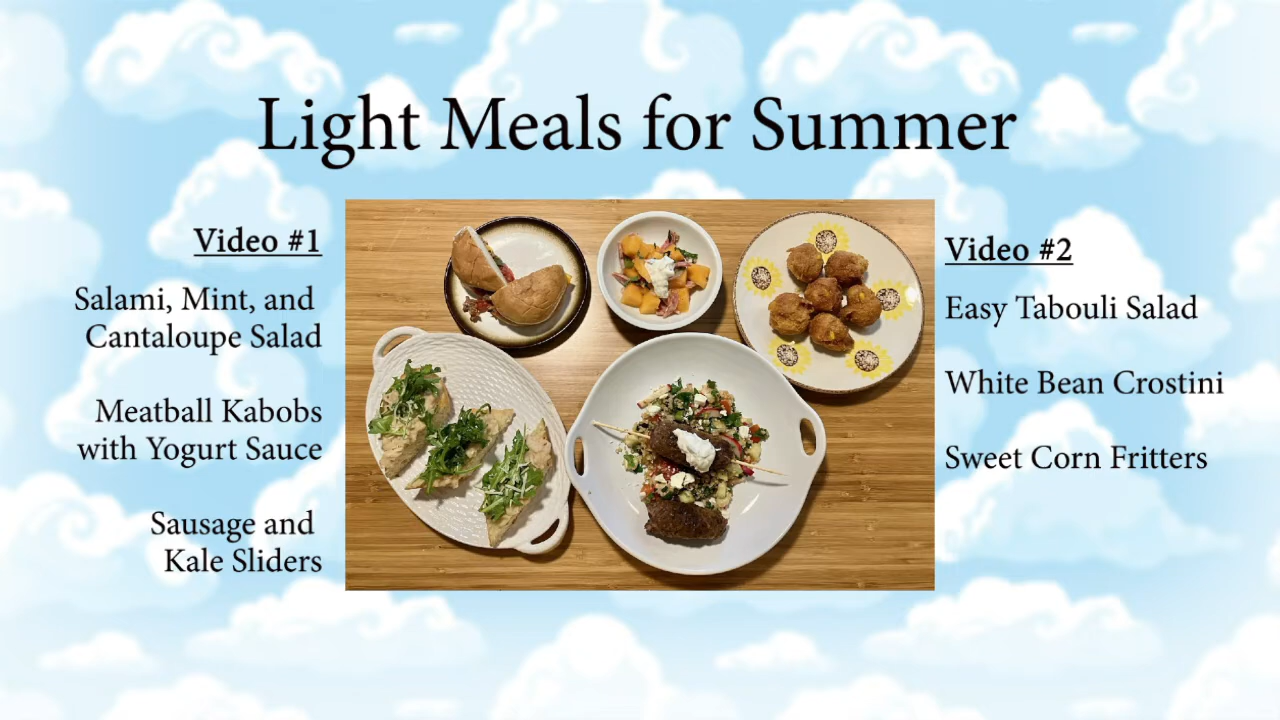 Light Meals for Summer
Video #1
Salami, Mint, and
Cantaloupe Salad
Meatball Kabobs
with Yogurt Sauce
Sausage and
Kale Sliders
Video #2
Easy Tabouli Salad
White Bean Crostini
Sweet Corn Fritters